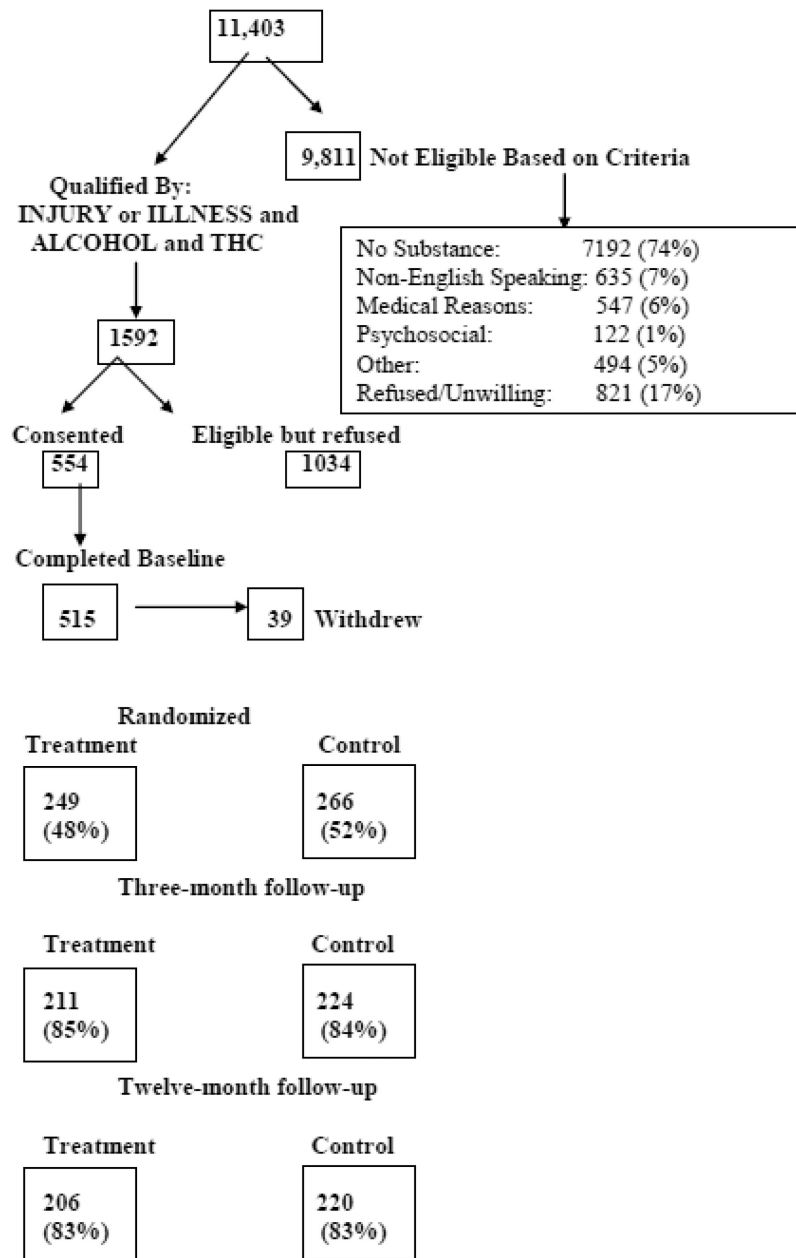 11,403
9,811 Not Eligible Based on Criteria
Qualified By:
INJURY or ILLNESS and
ALCOHOL and THC
No Substance: 7192 (74%)
Non-English Speaking: 635 (7%)
Medical Reasons: 547 (6%)
Psychosocial: 122 (1%)
Other: 494 (5%)
Refused/Unwilling: 821 (17%)
1592
Consented Eligible but refused
554 1034
Completed Baseline
515 39 Withdrew
Randomized
Treatment Control
249 266
(48%) (52%)
Three-month follow-up
Treatment Control
211 224
(85%) (84%)
Twelve-month follow-up
Treatment Control
206 220
(83%) (83%)